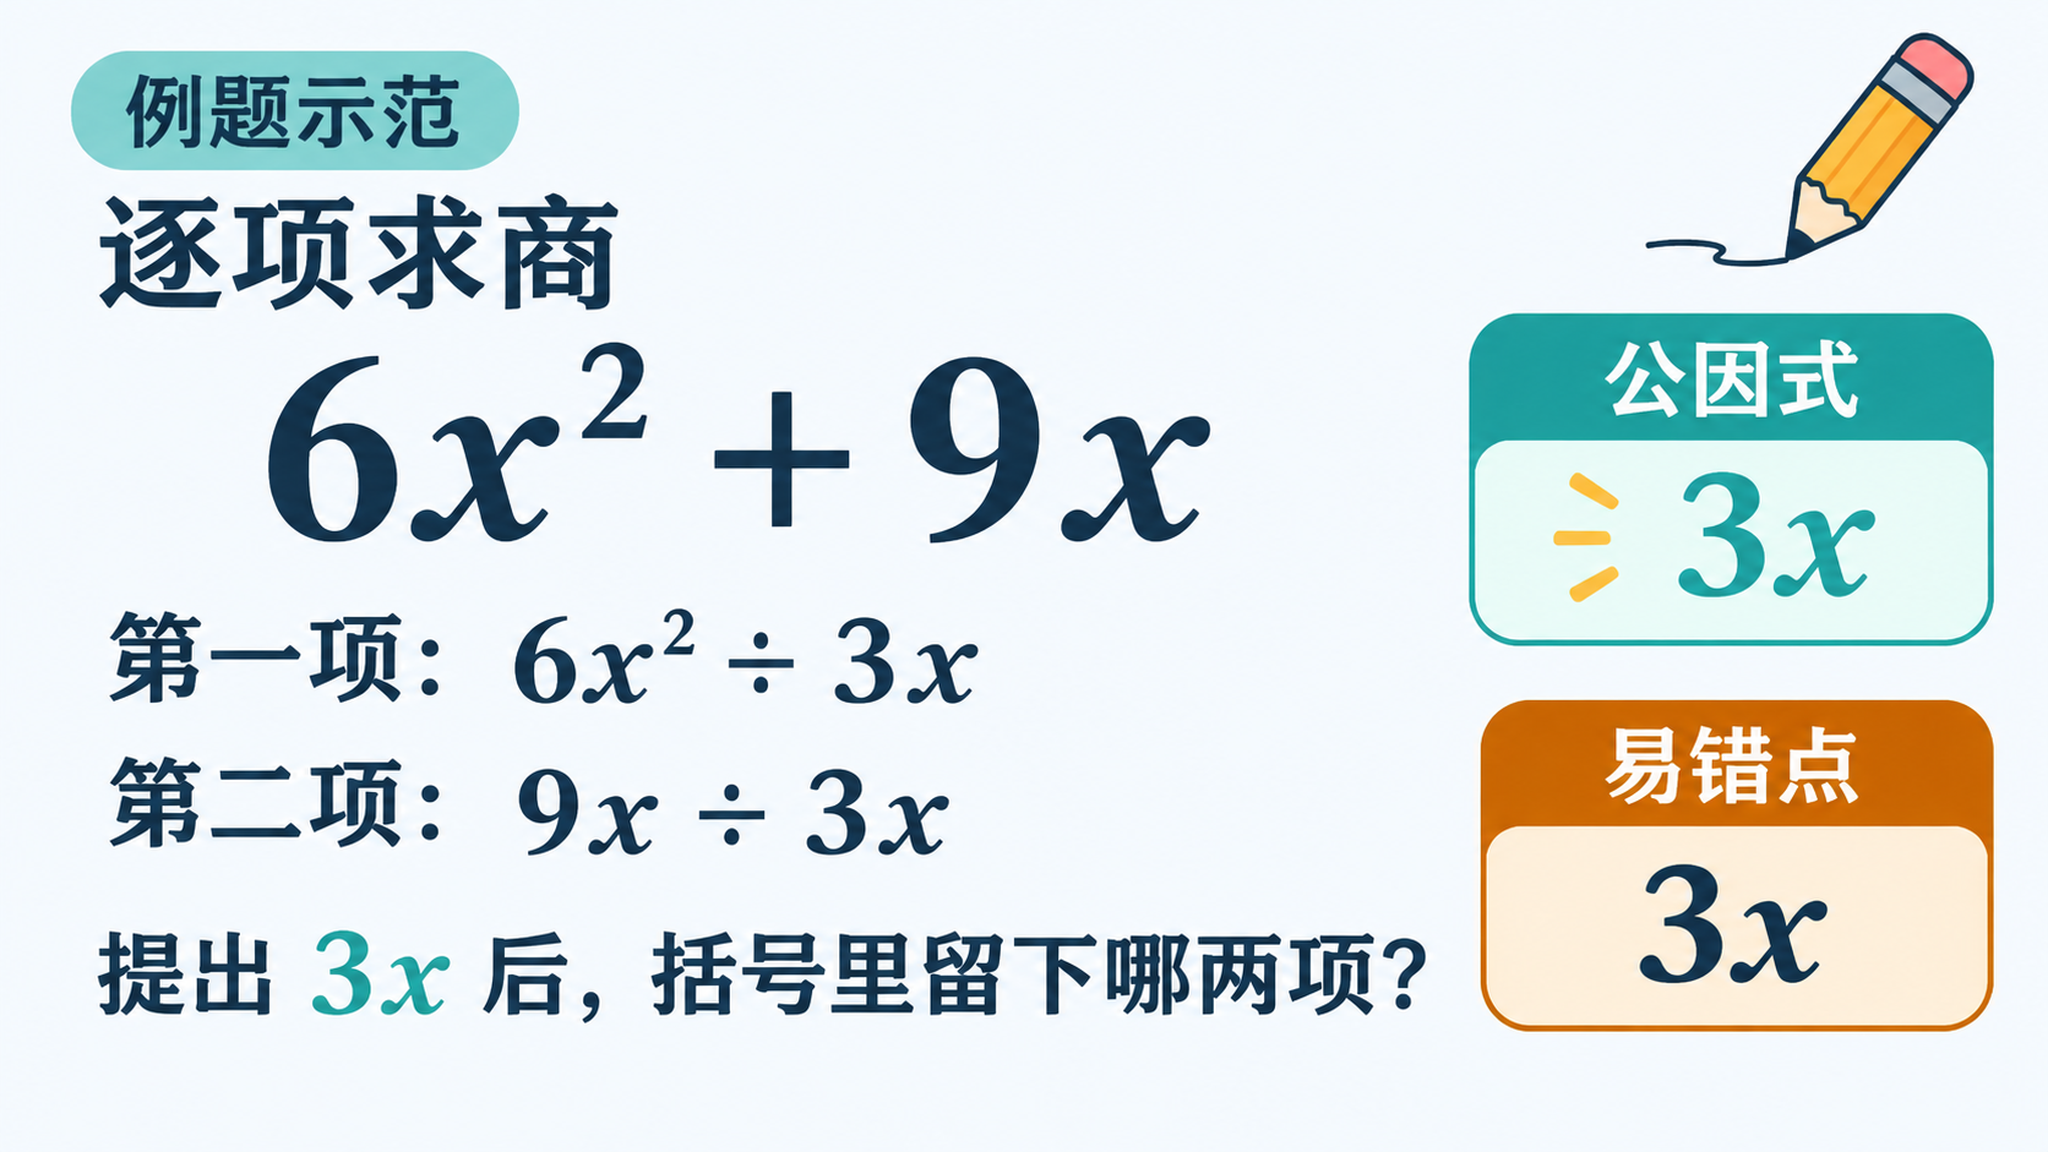 例题示范
逐项求商
6x² + 9x
第一项：6x² ÷ 3x
第二项：9x ÷ 3x
提出 3x 后，括号里留下哪两项？
公因式
3x
易错点
3x